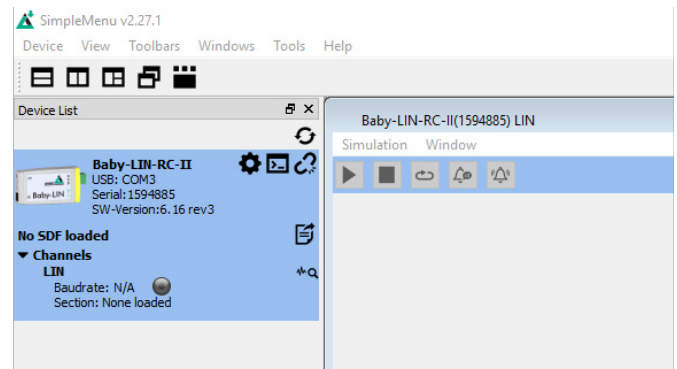 SimpleMenu v2.27.1
Device View Toolbars Windows Tools Help
Device List
Baby-LIN-RC-II
USB: COM3
Serial:1594885
SW-Version:6.16 rev3
Baby-LIN
No SDF loaded
Channels
LIN
Baudrate: N/A
Section: None loaded
Baby-LIN-RC-II(1594885) LIN
Simulation Window